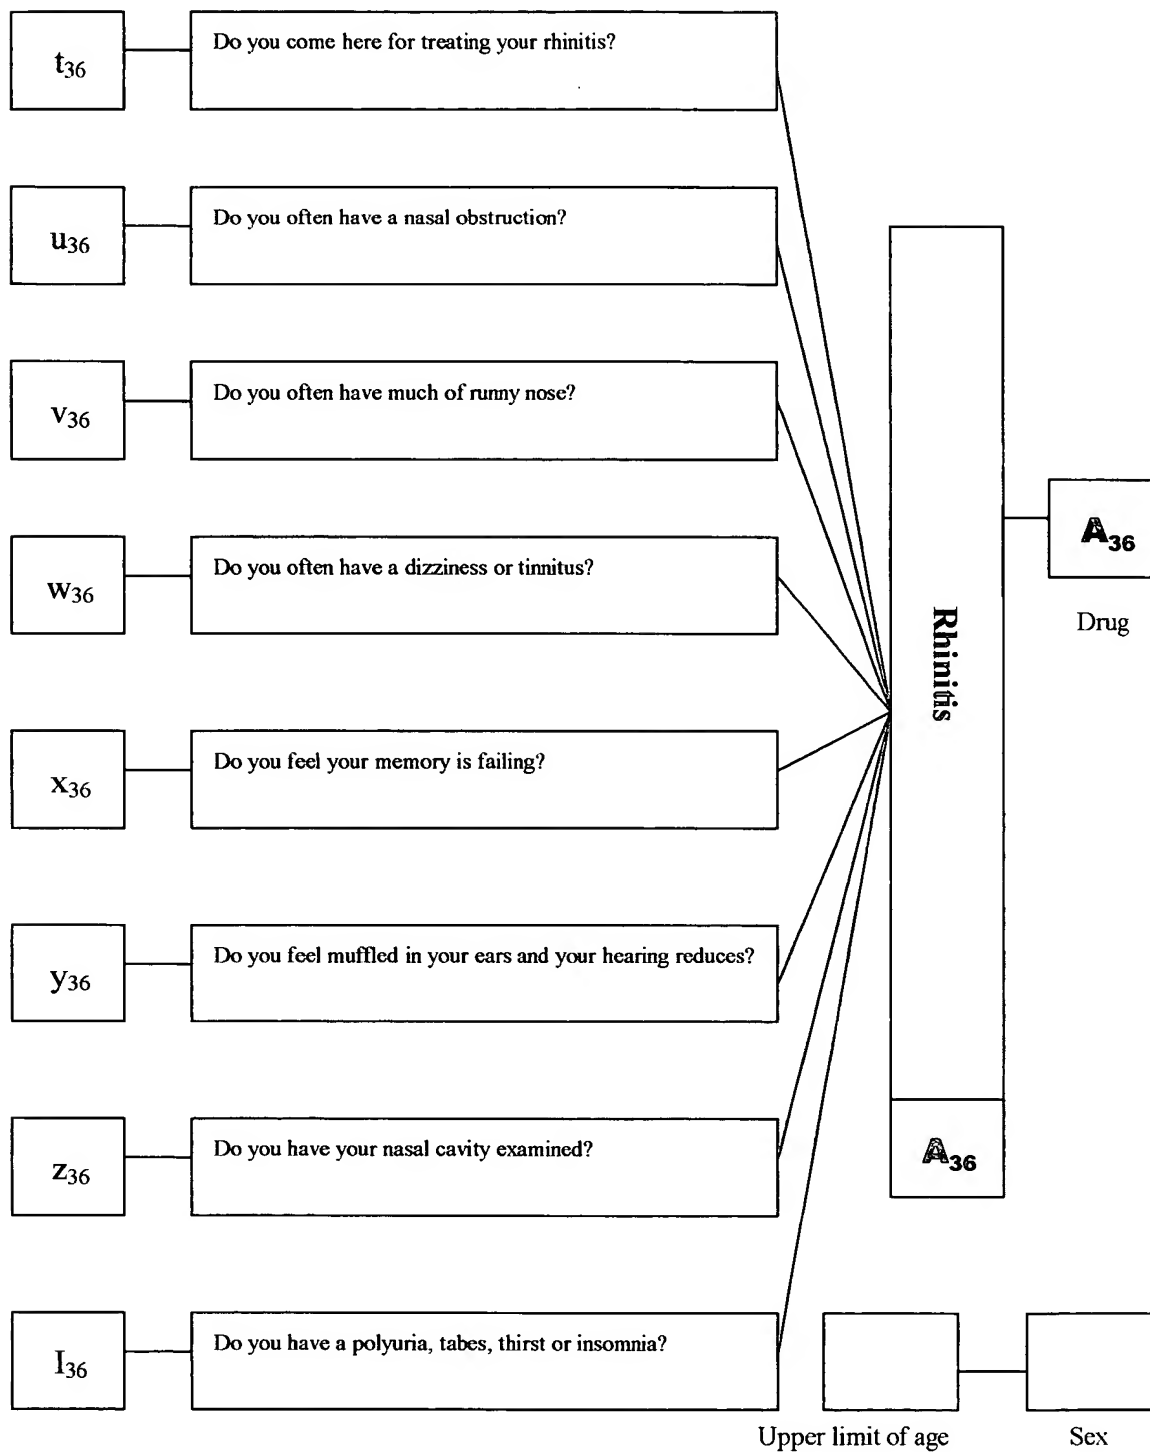 t36
Do you come here for treating your rhinitis?
u36
Do you often have a nasal obstruction?
v36
Do you often have much of runny nose?
w36
Do you often have a dizziness or tinnitus?
x36
Do you feel your memory is failing?
y36
Do you feel muffled in your ears and your hearing reduces?
z36
Do you have your nasal cavity examined?
I36
Do you have a polyuria, tabes, thirst or insomnia?
Rhinitis
A36
A36
Drug
Upper limit of age
Sex